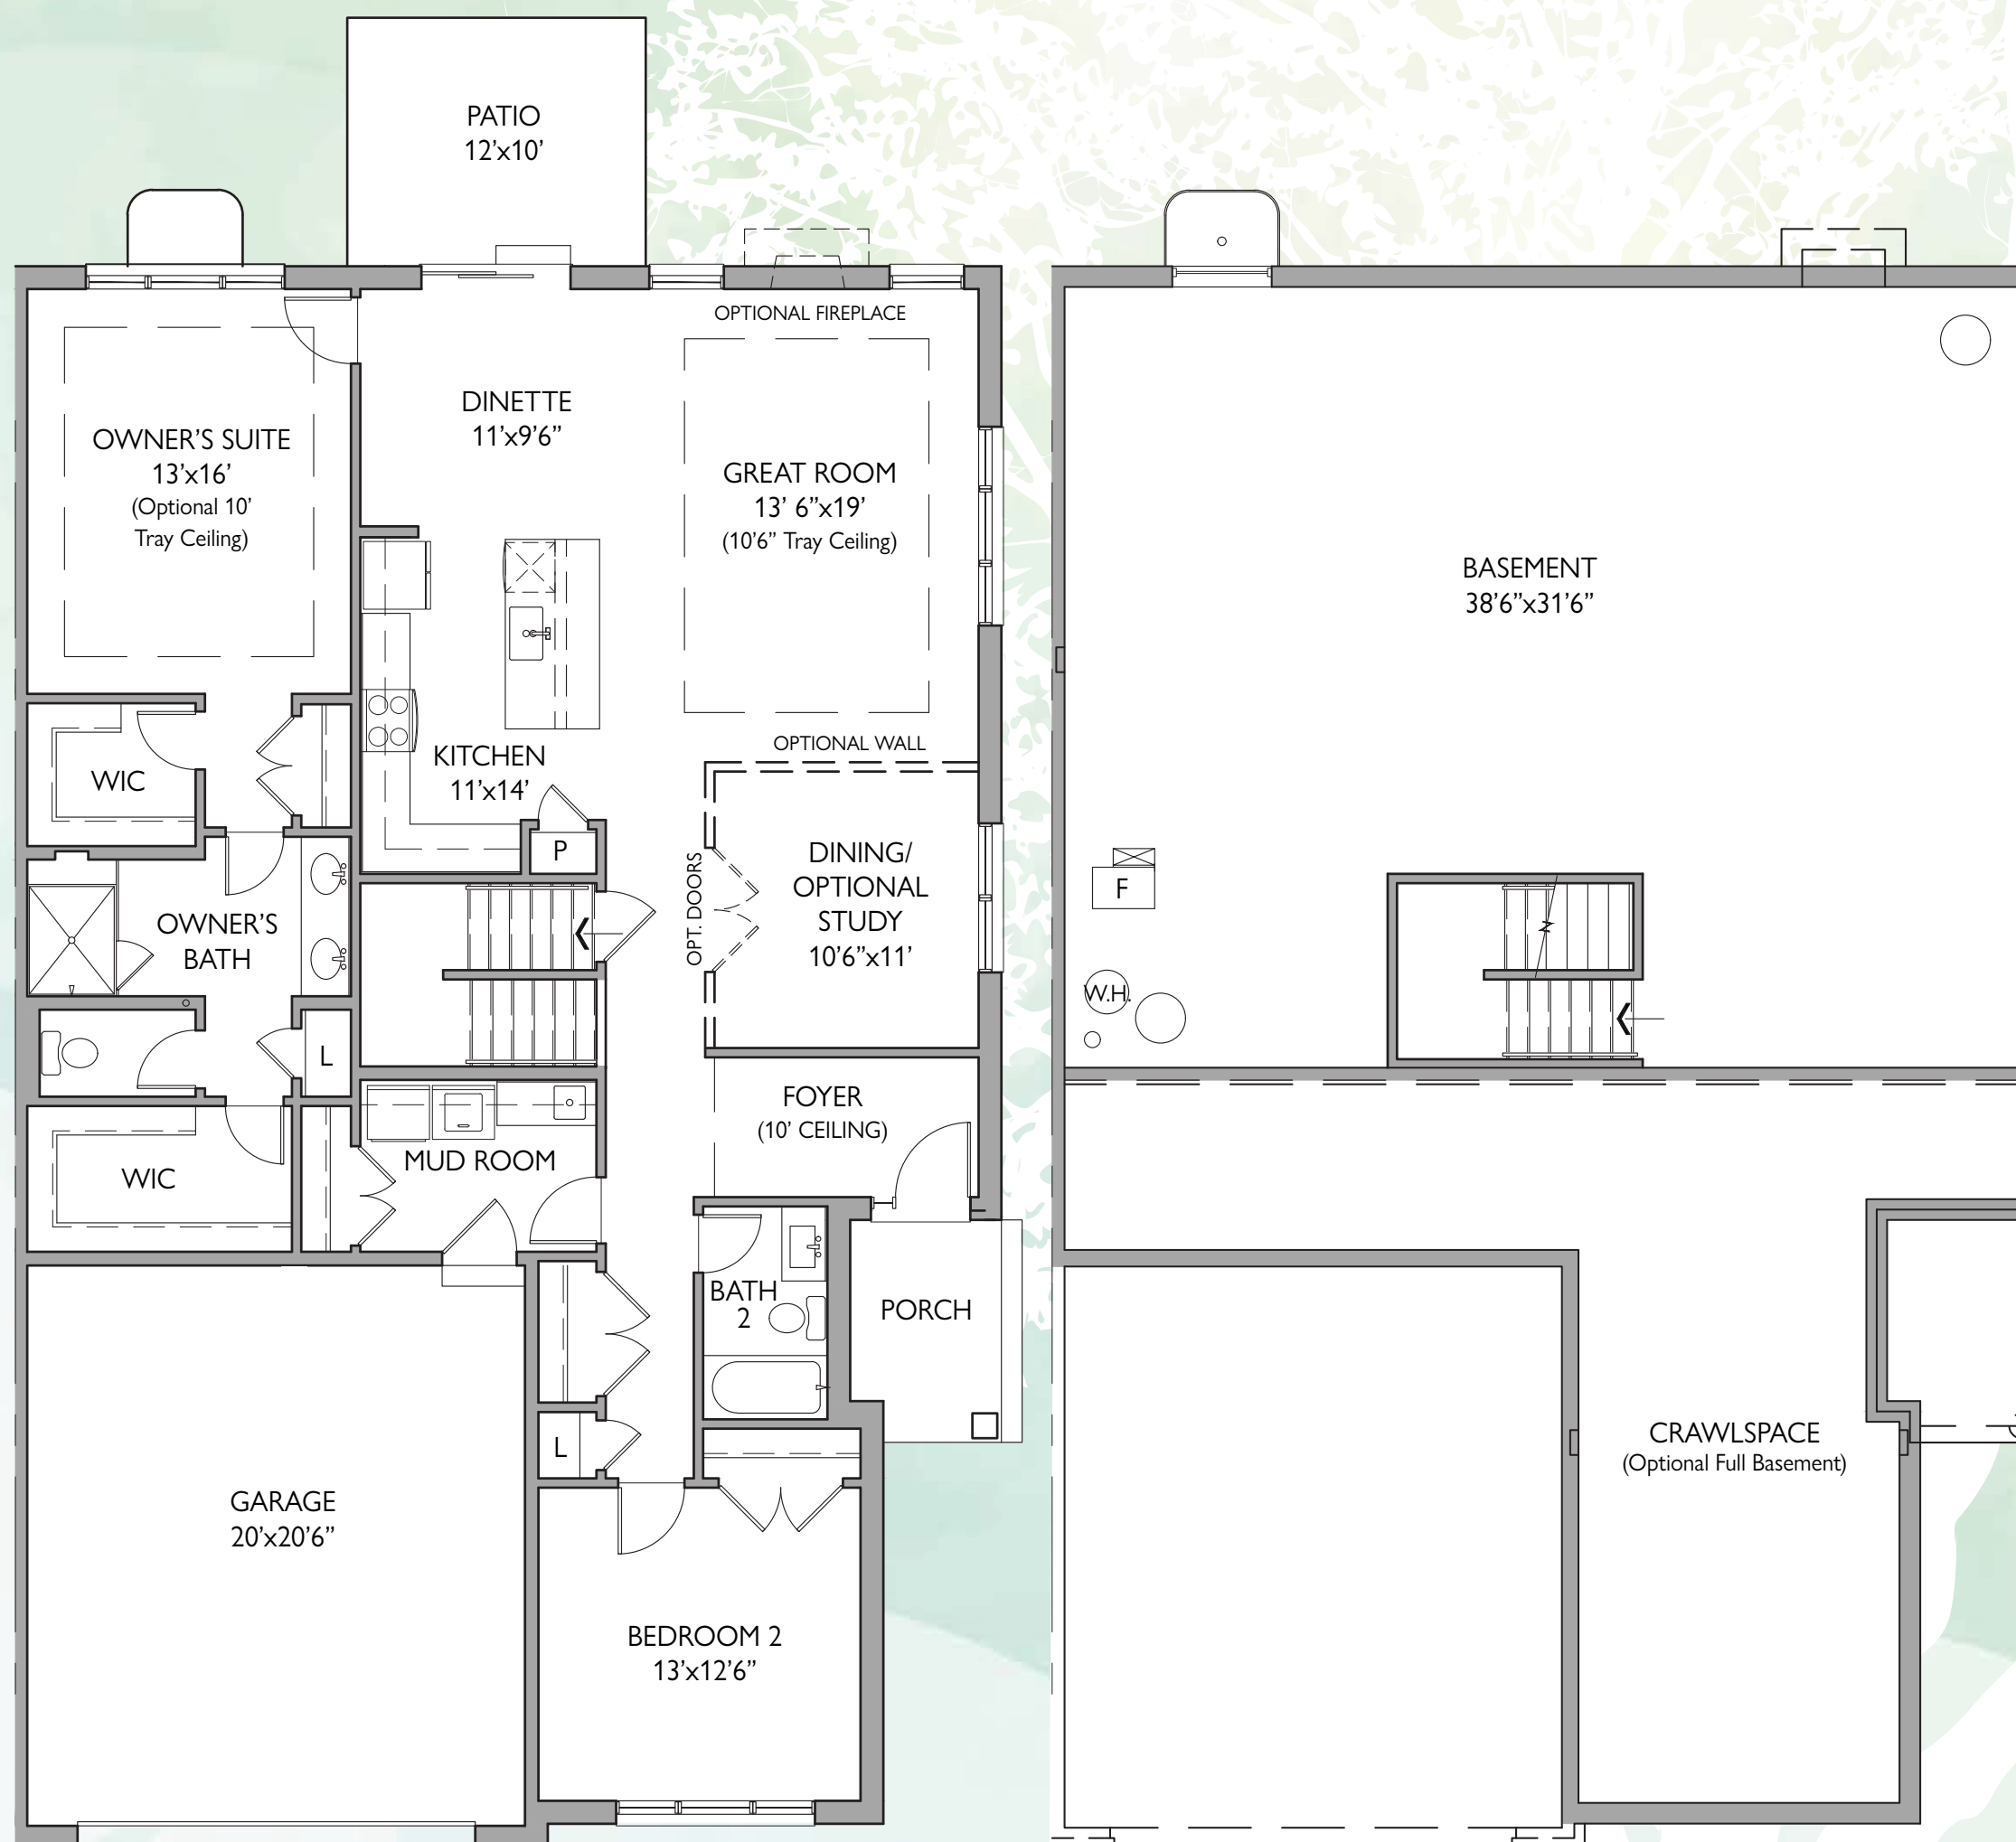 PATIO
12’x10’
OPTIONAL FIREPLACE
DINETTE
11’x9’6”
OWNER’S SUITE
13’x16’
(Optional 10’
Tray Ceiling)
GREAT ROOM
13’ 6”x19’
(10’6” Tray Ceiling)
OPTIONAL WALL
KITCHEN
11’x14’
WIC
P
DINING/
OPTIONAL
STUDY
10’6”x11’
OPT. DOORS
OWNER’S
BATH
L
FOYER
(10’ CEILING)
MUD ROOM
WIC
BATH
2
PORCH
L
GARAGE
20’x20’6”
BEDROOM 2
13’x12’6”
BASEMENT
38’6”x31’6”
F
W.H.
CRAWLSPACE
(Optional Full Basement)